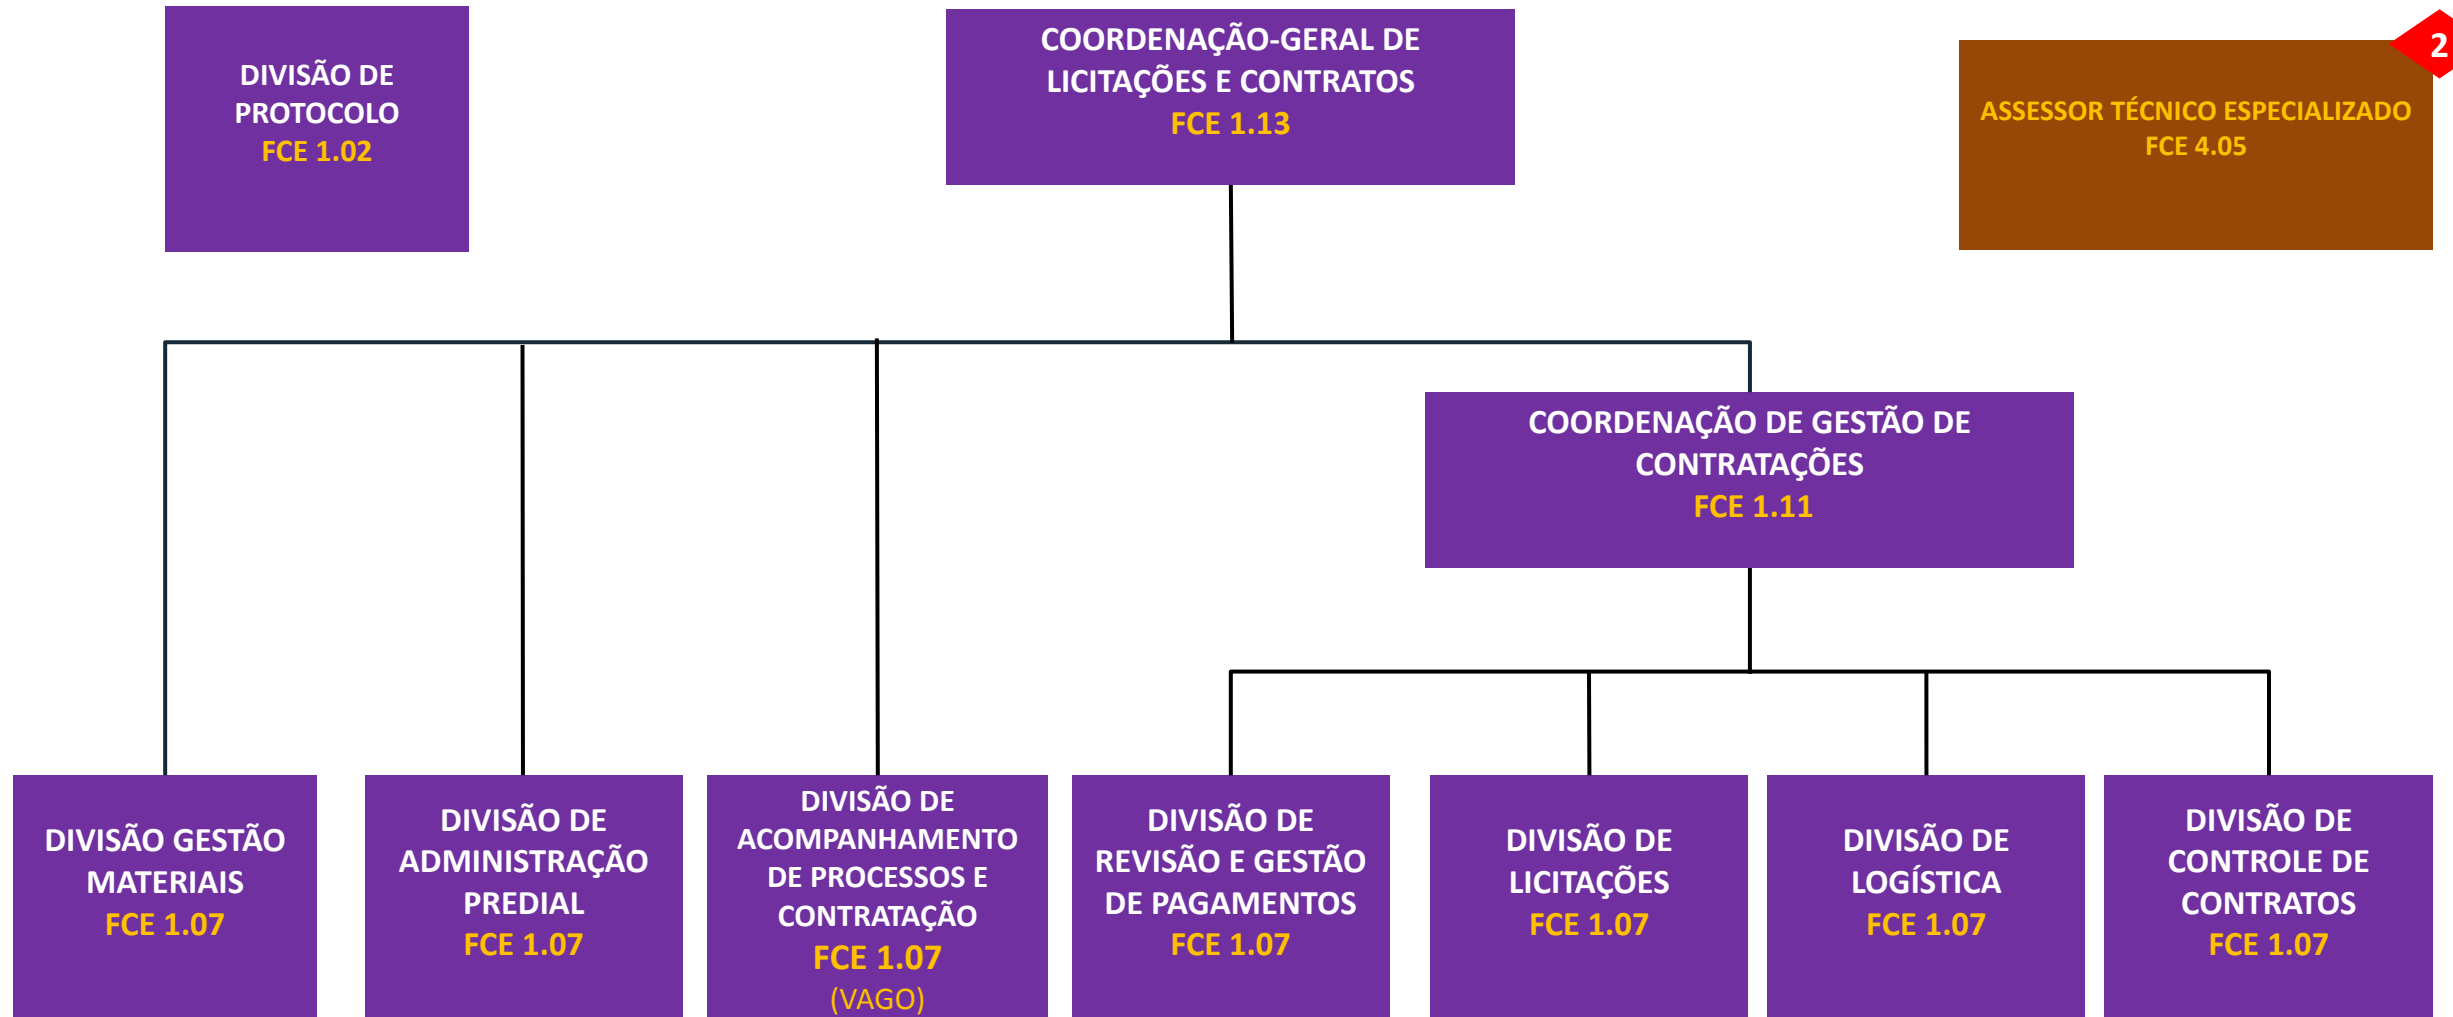 DIVISÃO DE
PROTOCOLO
FCE 1.02
COORDENAÇÃO-GERAL DE
LICITAÇÕES E CONTRATOS
FCE 1.13
2
ASSESSOR TÉCNICO ESPECIALIZADO
FCE 4.05
COORDENAÇÃO DE GESTÃO DE
CONTRATAÇÕES
FCE 1.11
DIVISÃO GESTÃO
MATERIAIS
FCE 1.07
DIVISÃO DE
ADMINISTRAÇÃO
PREDIAL
FCE 1.07
DIVISÃO DE
ACOMPANHAMENTO
DE PROCESSOS E
CONTRATAÇÃO
FCE 1.07
(VAGO)
DIVISÃO DE
REVISÃO E GESTÃO
DE PAGAMENTOS
FCE 1.07
DIVISÃO DE
LICITAÇÕES
FCE 1.07
DIVISÃO DE
LOGÍSTICA
FCE 1.07
DIVISÃO DE
CONTROLE DE
CONTRATOS
FCE 1.07